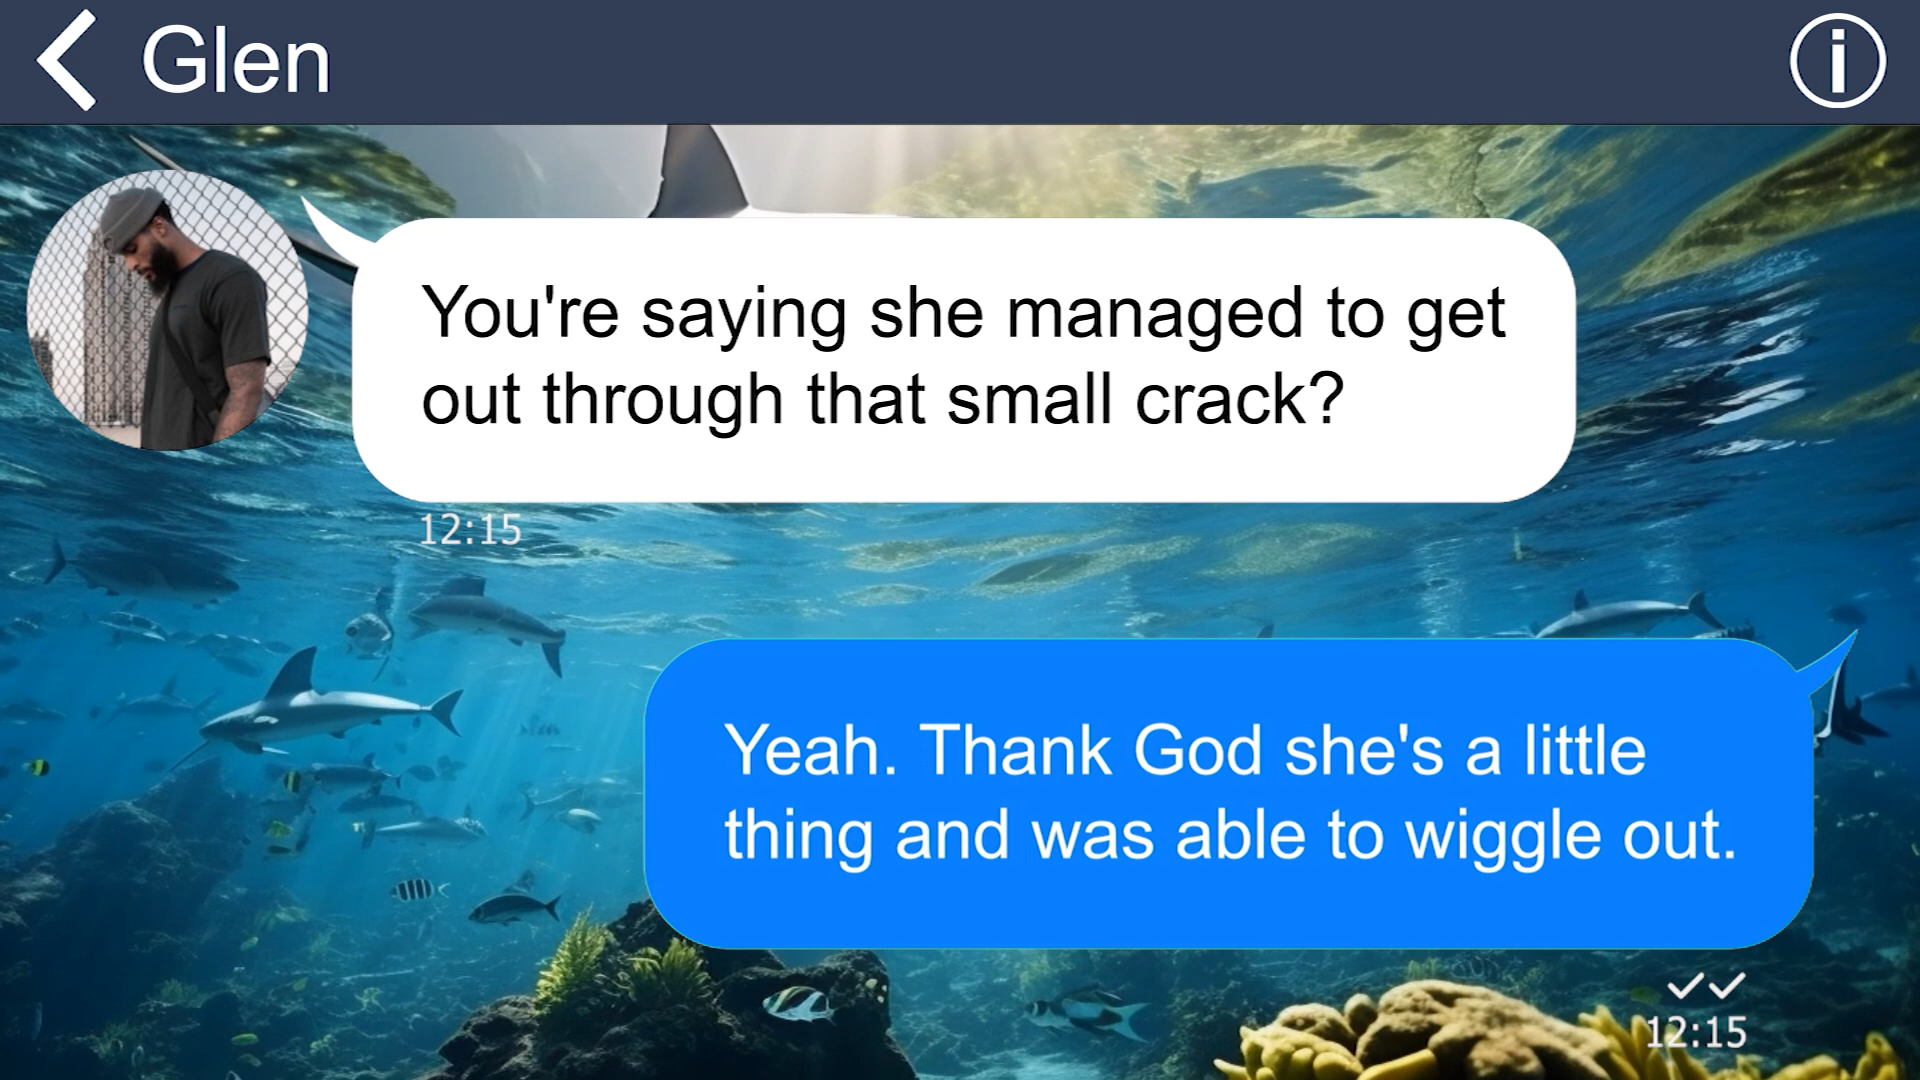 Glen
You're saying she managed to get
out through that small crack?
12:15
Yeah. Thank God she's a little
thing and was able to wiggle out.
12:15